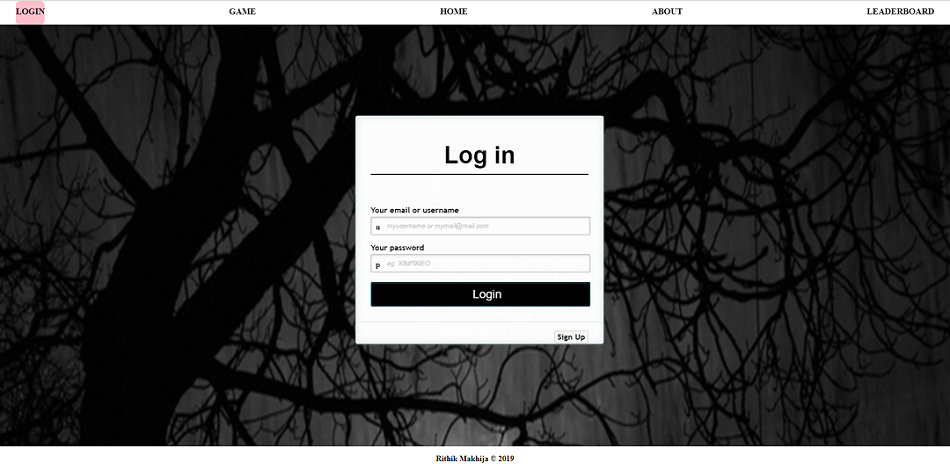 LOGIN GAME HOME ABOUT LEADERBOARD
Log in
Your email or username
u myusername or mymail@mail.com
Your password
p eg. X8df!90EO
Login
Sign Up
Rithik Makhija © 2019